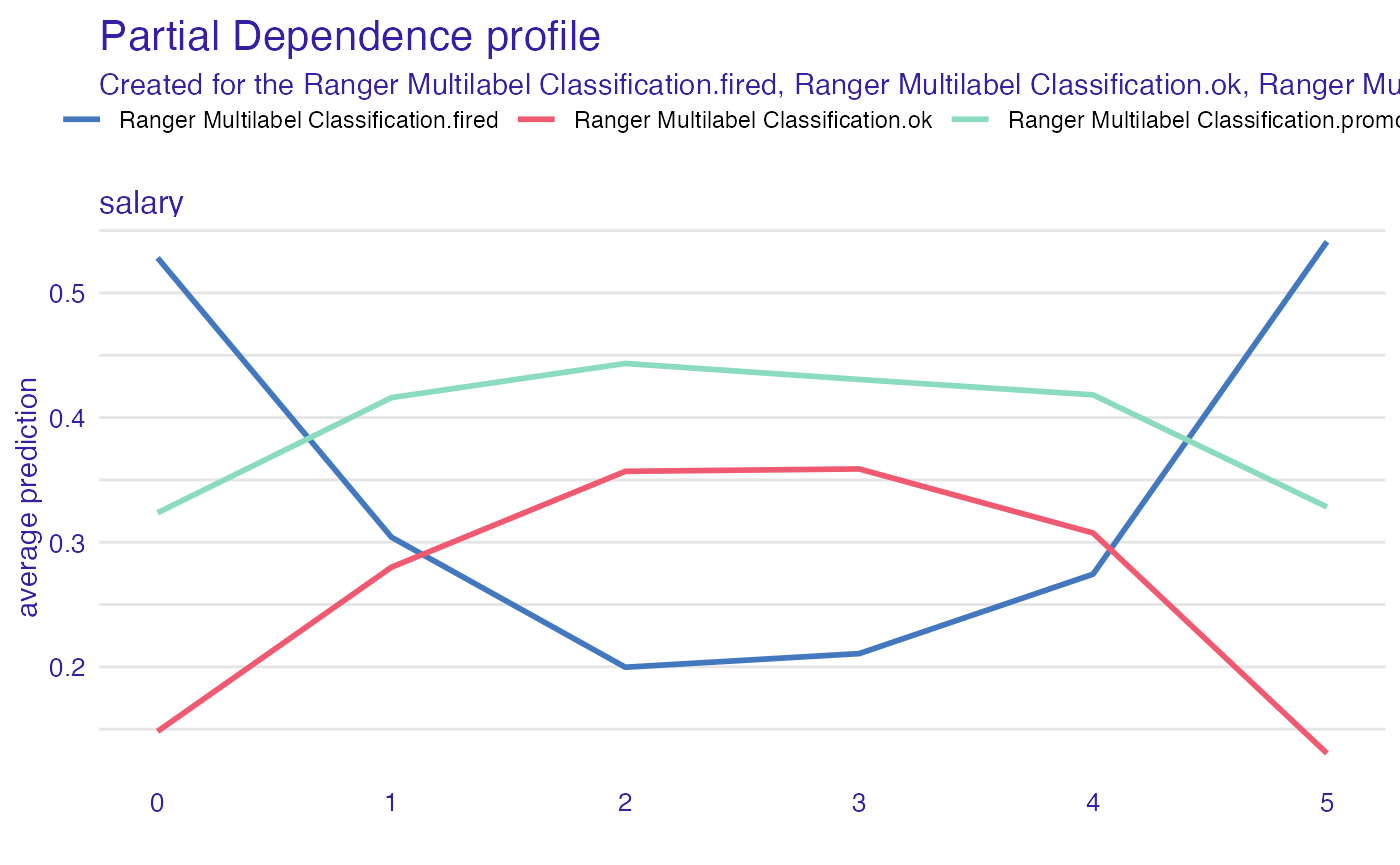 Partial Dependence profile
Created for the Ranger Multilabel Classification.fired, Ranger Multilabel Classification.ok, Ranger Mu
Ranger Multilabel Classification.fired Ranger Multilabel Classification.ok Ranger Multilabel Classification.promo
salary
average prediction
0.5
0.4
0.3
0.2
0 1 2 3 4 5